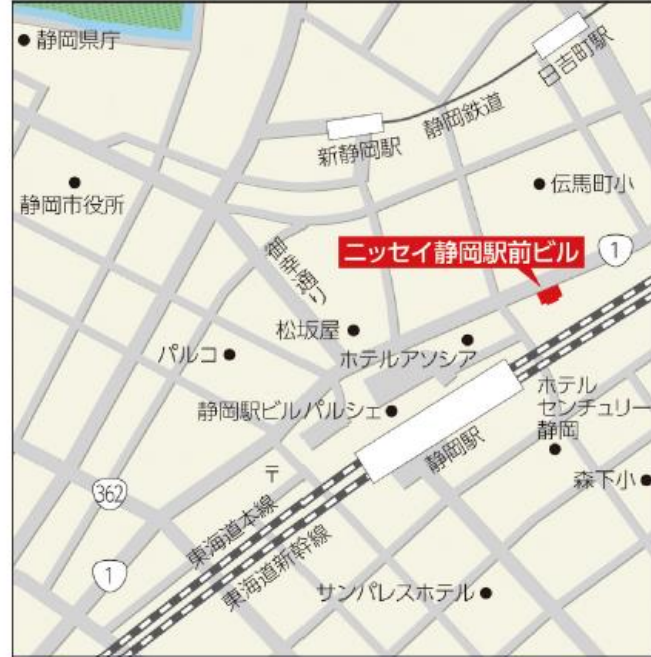 静岡県庁
日吉町駅
静岡鉄道
新静岡駅
伝馬町小
静岡市役所
ニッセイ静岡駅前ビル
1
御幸通り
松坂屋
ホテルアソシア
パルコ
ホテル
センチュリー
静岡
静岡駅ビルパルシェ
静岡駅
森下小
〒
362
東海道本線
東海道新幹線
1
サンパレスホテル